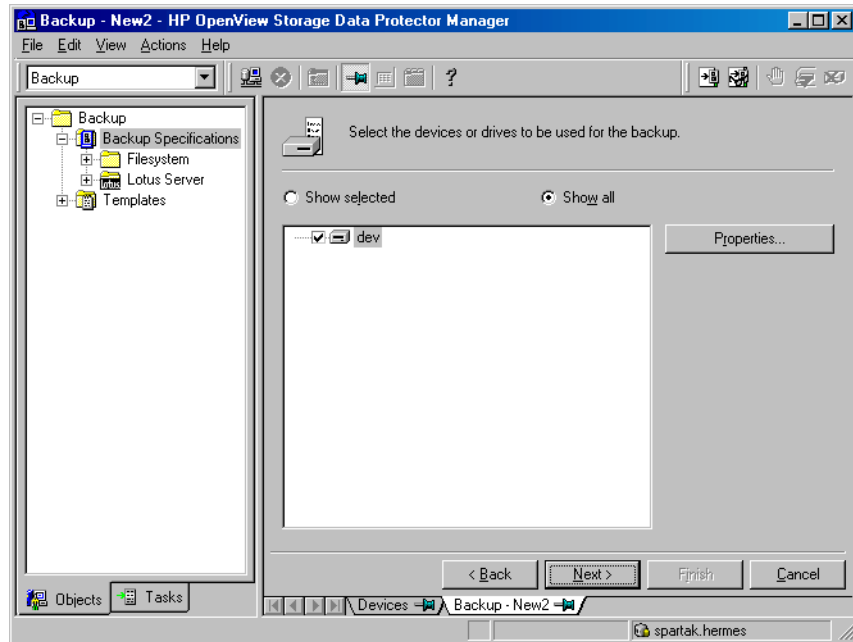 Backup - New2 - HP OpenView Storage Data Protector Manager
File Edit View Actions Help
Backup
?
Backup
Backup Specifications
Filesystem
Lotus Server
Templates
Select the devices or drives to be used for the backup.
Show selected
Show all
dev
Properties...
< Back
Next >
Finish
Cancel
Objects
Tasks
Devices
Backup - New2
spartak.hermes